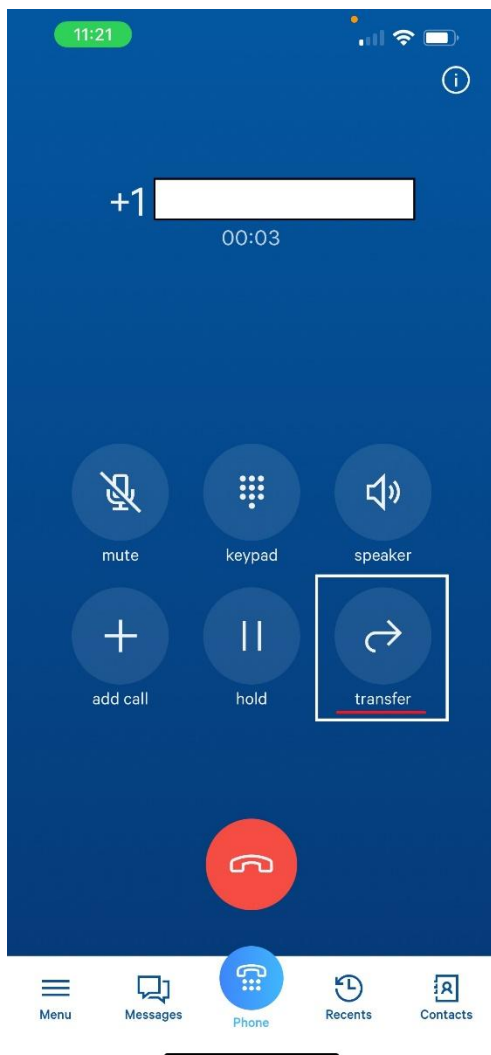 11:21
+1
00:03
mute keypad speaker
add call hold transfer
Menu Messages Phone Recents Contacts